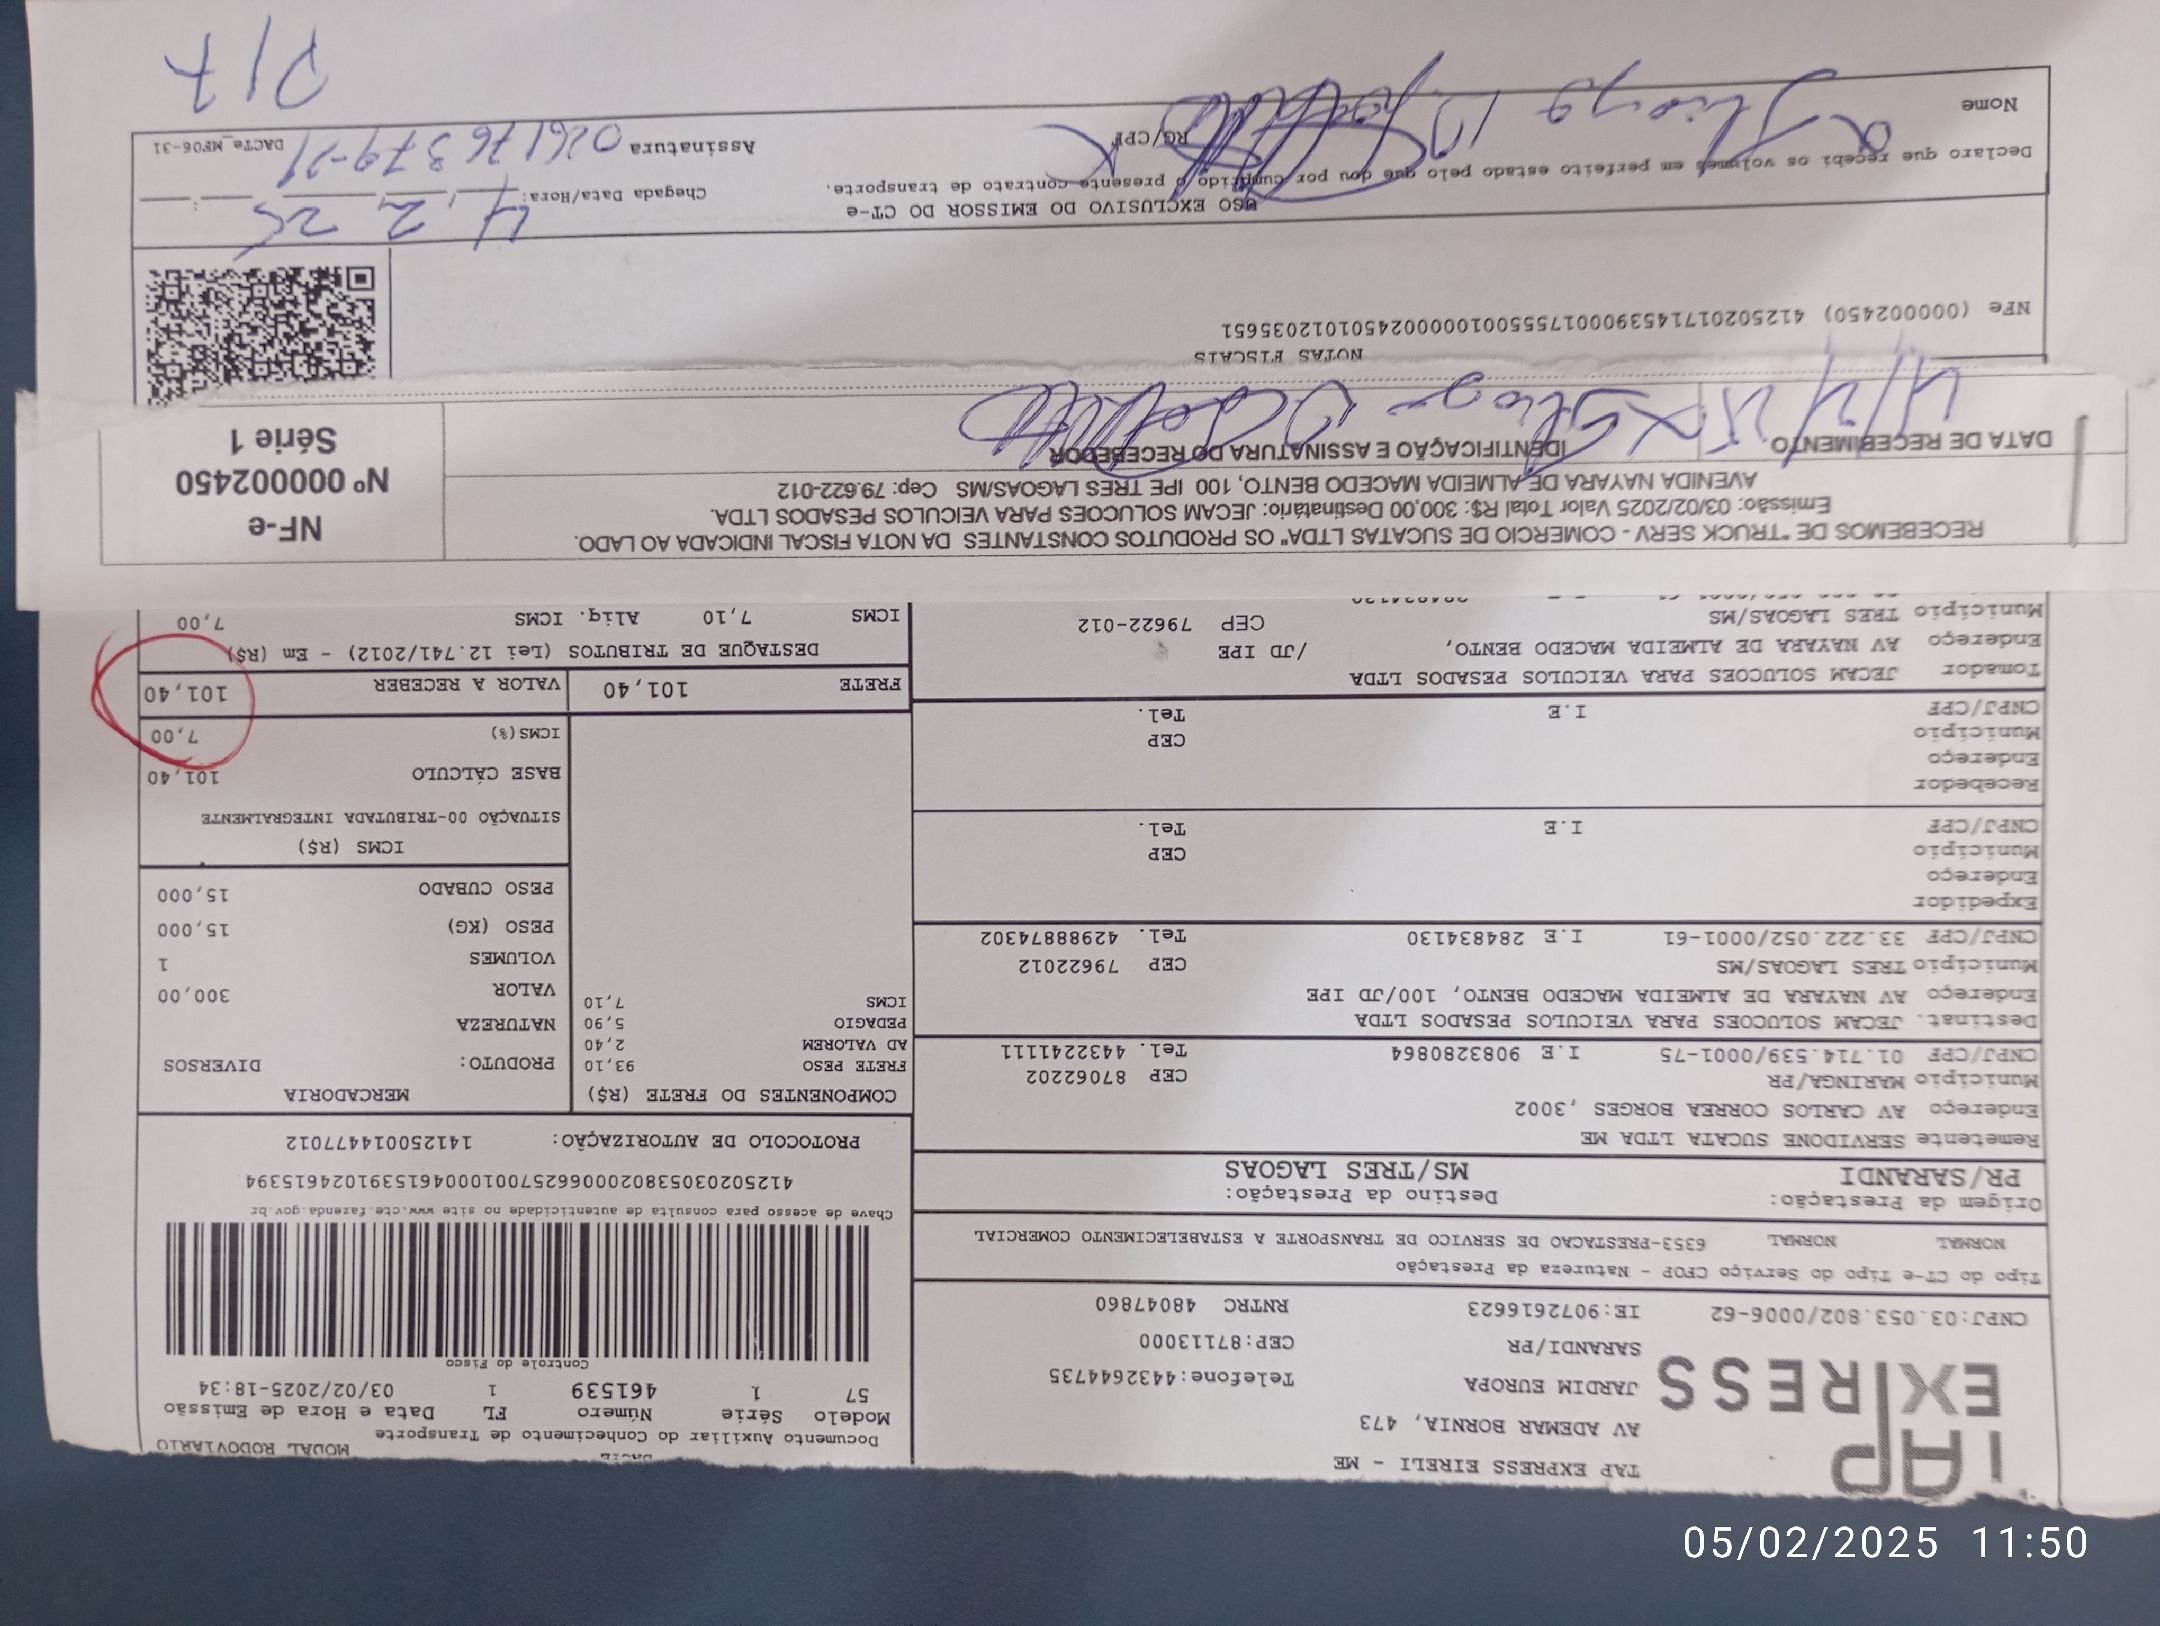 TAP
EXPRESS
TAP EXPRESS EIRELI - ME
AV ADEMAR BORNIA, 473
JARDIM EUROPA Telefone:4432644735
SARANDI/PR CEP:87113000
CNPJ:03.053.802/0006-62 IE:9072616623 RNTRC 48047860
MODAL RODOVIARIO
Documento Auxiliar do Conhecimento de Transporte
Modelo Série Número FL Data e Hora de Emissão
57 1 461539 1 03/02/2025-18:34
Controle do Fisco
Chave de acesso para consulta de autenticidade no site www.cte.fazenda.gov.br
41250203053802000662570010004615391024615394
PROTOCOLO DE AUTORIZAÇÃO: 141250014477012
Tipo do CT-e Tipo do Serviço CFOP - Natureza da Prestação
NORMAL NORMAL 6353-PRESTACAO DE SERVICO DE TRANSPORTE A ESTABELECIMENTO COMERCIAL
Origem da Prestação: Destino da Prestação:
PR/SARANDI MS/TRES LAGOAS
Remetente SERVIDONE SUCATA LTDA ME
Endereço AV CARLOS CORREA BORGES ,3002
Município MARINGA/PR CEP 87062202
CNPJ/CPF 01.714.539/0001-75 I.E 9083280864 Tel. 4432241111
Destinat. JECAM SOLUCOES PARA VEICULOS PESADOS LTDA
Endereço AV NAYARA DE ALMEIDA MACEDO BENTO, 100/JD IPE
Município TRES LAGOAS/MS CEP 79622012
CNPJ/CPF 33.222.052/0001-61 I.E 284834130 Tel. 42988874302
Expedidor
Endereço
Município CEP
CNPJ/CPF I.E Tel.
Recebedor
Endereço
Município CEP
CNPJ/CPF I.E Tel.
Tomador JECAM SOLUCOES PARA VEICULOS PESADOS LTDA
Endereço AV NAYARA DE ALMEIDA MACEDO BENTO, /JD IPE
Município TRES LAGOAS/MS CEP 79622-012
COMPONENTES DO FRETE (R$)
FRETE PESO 93,10
AD VALOREM 2,40
PEDAGIO 5,90
ICMS 7,10
MERCADORIA
PRODUTO: DIVERSOS
NATUREZA
VALOR 300,00
VOLUMES 1
PESO (KG) 15,000
PESO CUBADO 15,000
ICMS (R$)
SITUAÇÃO 00-TRIBUTADA INTEGRALMENTE
BASE CÁLCULO 101,40
ICMS(%) 7,00
FRETE 101,40 VALOR A RECEBER 101,40
DESTAQUE DE TRIBUTOS (Lei 12.741/2012) - Em (R$)
ICMS 7,10 Aliq. ICMS 7,00
RECEBEMOS DE "TRUCK SERV - COMERCIO DE SUCATAS LTDA" OS PRODUTOS CONSTANTES DA NOTA FISCAL INDICADA AO LADO.
Emissão: 03/02/2025 Valor Total R$: 300,00 Destinatário: JECAM SOLUCOES PARA VEICULOS PESADOS LTDA.
AVENIDA NAYARA DE ALMEIDA MACEDO BENTO, 100 IPE TRES LAGOAS/MS Cep: 79.622-012
DATA DE RECEBIMENTO IDENTIFICAÇÃO E ASSINATURA DO RECEBEDOR
4/2/25
NF-e
Nº 000002450
Série 1
NOTAS FISCAIS
NFe (000002450) 41250201714539000175550010000024501012035651
USO EXCLUSIVO DO EMISSOR DO CT-e
Declaro que recebi os volumes em perfeito estado pelo que dou por cumprido o presente contrato de transporte.
Chegada Data/Hora: 4 2 25
Nome RG/CPF Assinatura 026176379-21
DACTe_MF06-31
05/02/2025 11:50